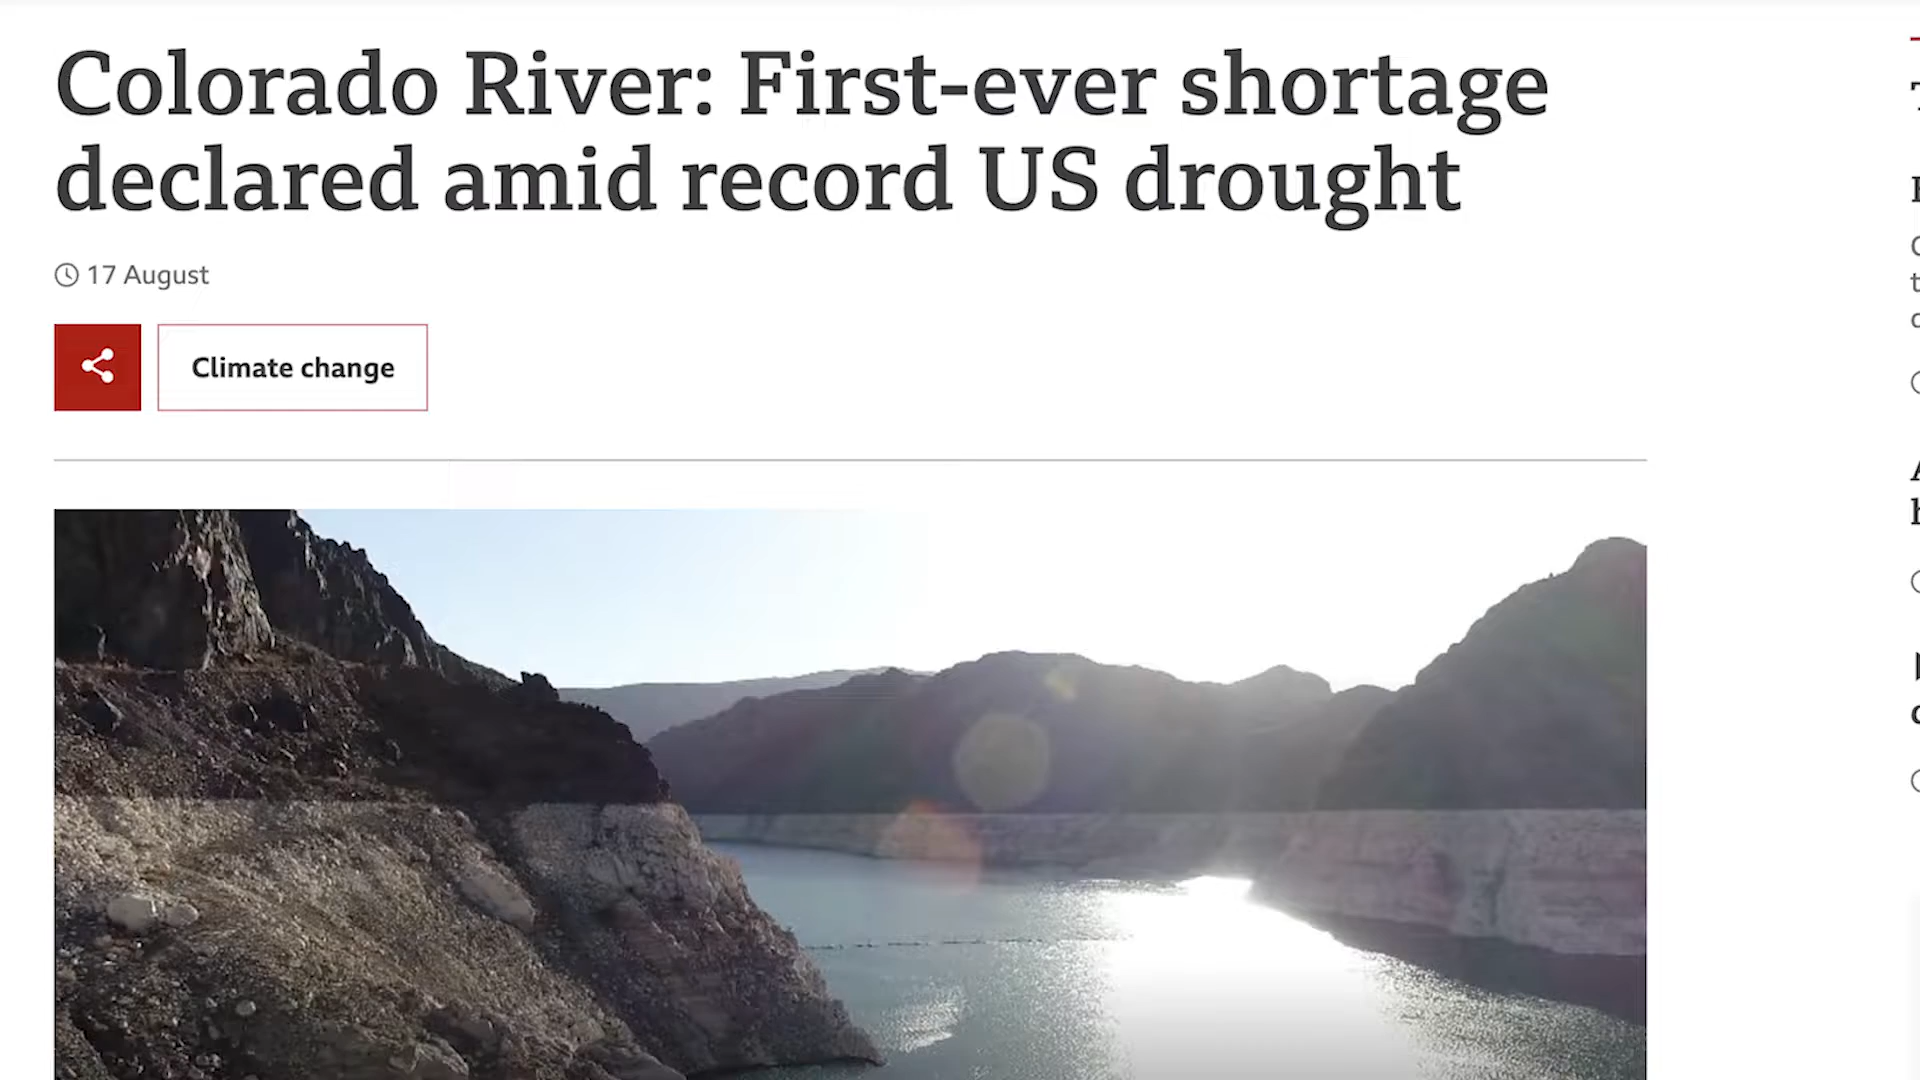 Colorado River: First-ever shortage
declared amid record US drought
17 August
Climate change